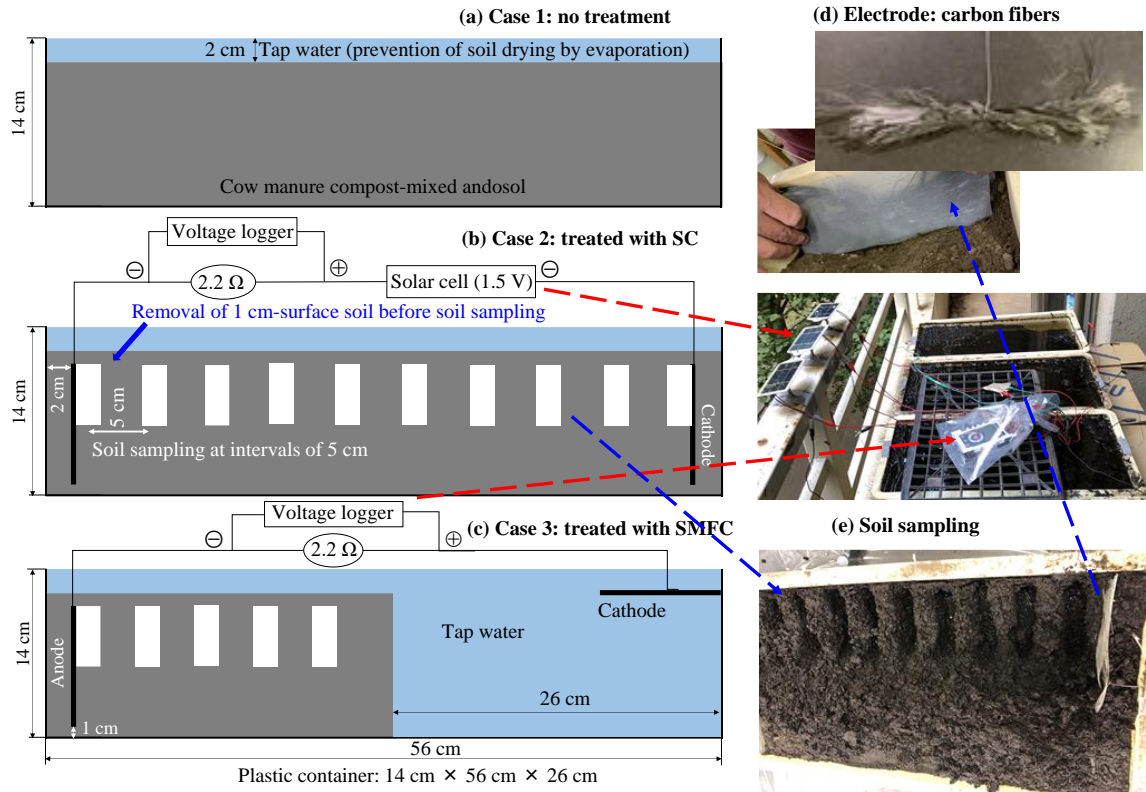 (a) Case 1: no treatment
2 cm Tap water (prevention of soil drying by evaporation)
14 cm
Cow manure compost-mixed andosol
Voltage logger
(b) Case 2: treated with SC
⊖
⊕
⊖
2.2 Ω
Solar cell (1.5 V)
Removal of 1 cm-surface soil before soil sampling
14 cm
2 cm
5 cm
Soil sampling at intervals of 5 cm
Cathode
Voltage logger
(c) Case 3: treated with SMFC
⊖
2.2 Ω
⊕
14 cm
Anode
Cathode
Tap water
1 cm
26 cm
56 cm
Plastic container: 14 cm × 56 cm × 26 cm
(d) Electrode: carbon fibers
(e) Soil sampling